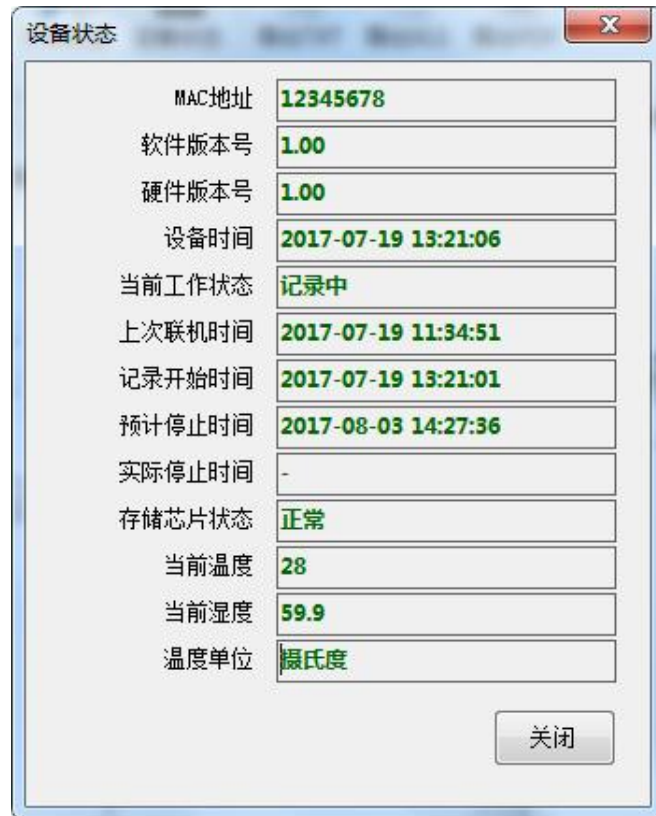 设备状态
MAC地址 12345678
软件版本号 1.00
硬件版本号 1.00
设备时间 2017-07-19 13:21:06
当前工作状态 记录中
上次联机时间 2017-07-19 11:34:51
记录开始时间 2017-07-19 13:21:01
预计停止时间 2017-08-03 14:27:36
实际停止时间 -
存储芯片状态 正常
当前温度 28
当前湿度 59.9
温度单位 摄氏度
关闭